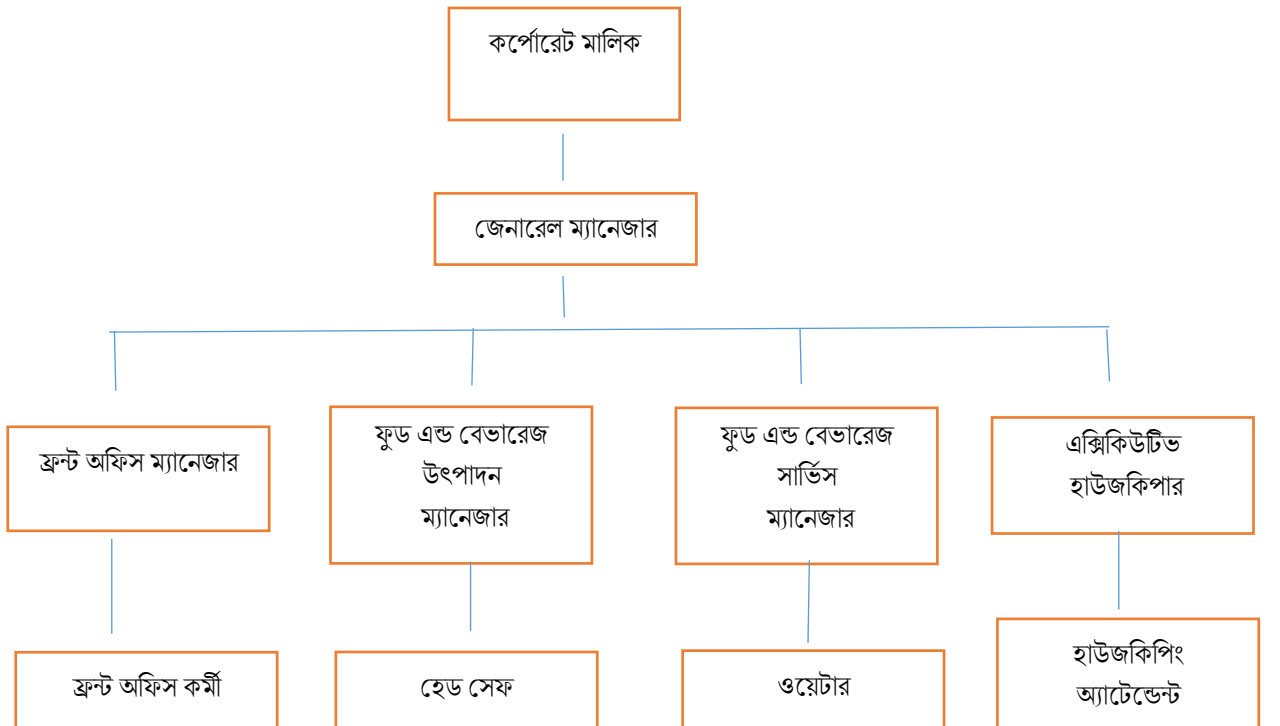 কর্পোরেট মালিক
জেনারেল ম্যানেজার
ফ্রন্ট অফিস ম্যানেজার
ফুড এন্ড বেভারেজ
উৎপাদন
ম্যানেজার
ফুড এন্ড বেভারেজ
সার্ভিস
ম্যানেজার
এক্সিকিউটিভ
হাউজকিপার
ফ্রন্ট অফিস কর্মী
হেড সেফ
ওয়েটার
হাউজকিপিং
অ্যাটেন্ডেন্ট